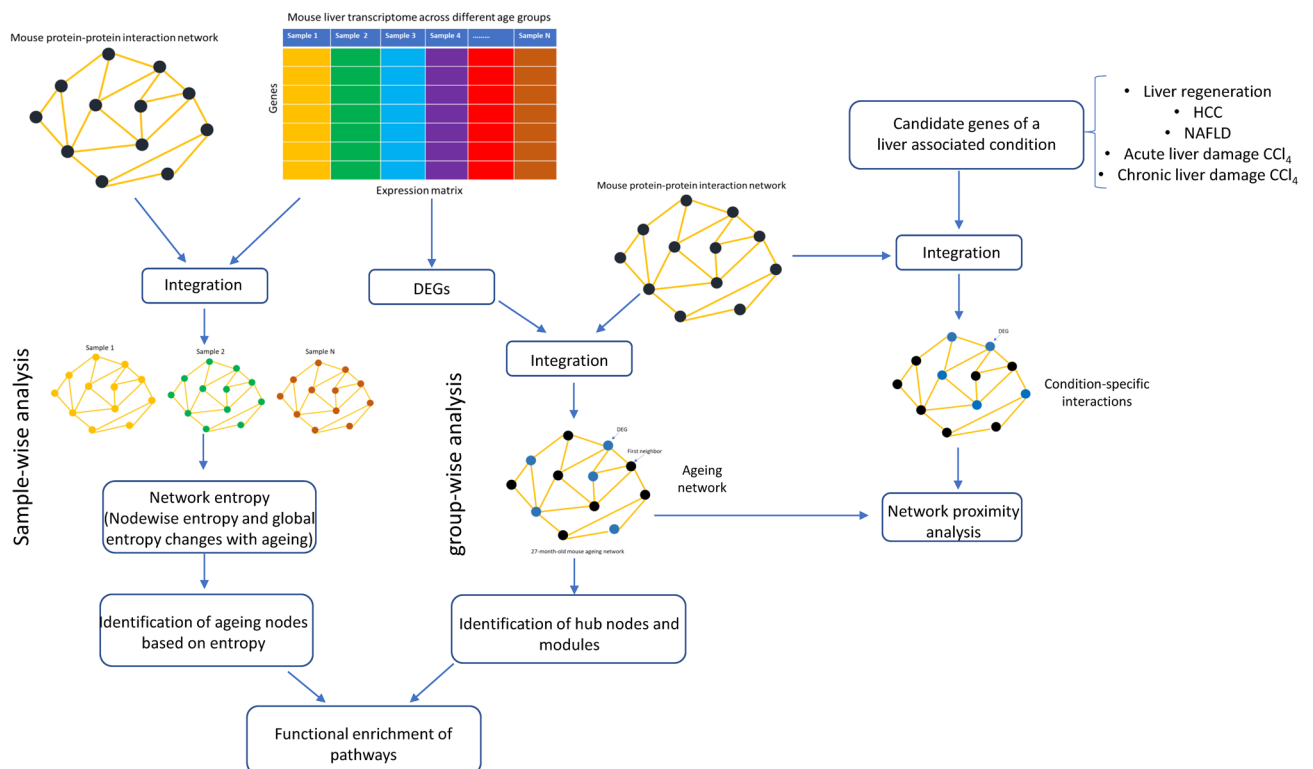 Mouse liver transcriptome across different age groups
Mouse protein-protein interaction network
Sample 1
Sample 2
Sample 3
Sample 4
.........
Sample N
Genes
Expression matrix
Candidate genes of a
liver associated condition
• Liver regeneration
• HCC
• NAFLD
• Acute liver damage CCl₄
• Chronic liver damage CCl₄
Mouse protein-protein interaction network
Integration
DEGs
Integration
Integration
Sample-wise analysis
Sample 1
Sample 2
Sample N
group-wise analysis
DEG
First neighbor
Ageing
network
27-month-old mouse ageing network
DEG
Condition-specific
interactions
Network entropy
(Nodewise entropy and global
entropy changes with ageing)
Network proximity
analysis
Identification of ageing nodes
based on entropy
Identification of hub nodes and
modules
Functional enrichment of
pathways